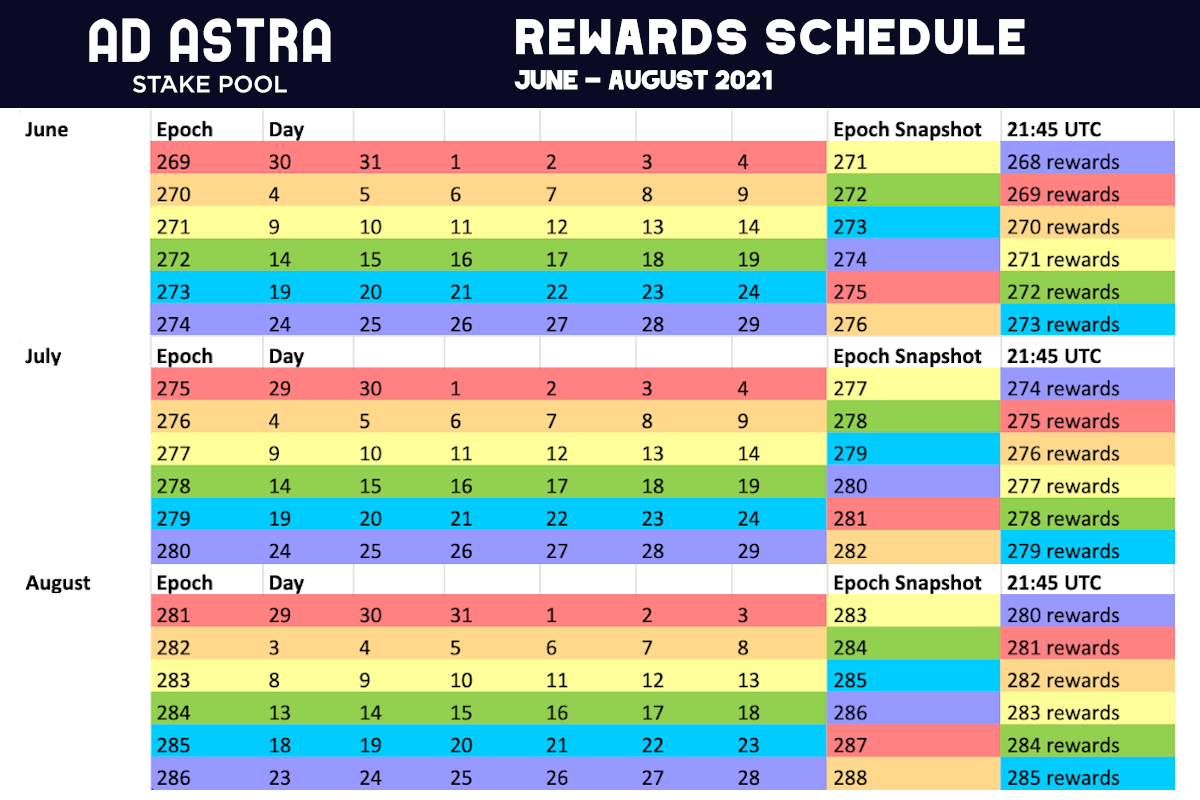 AD ASTRA
STAKE POOL
REWARDS SCHEDULE
JUNE – AUGUST 2021
June Epoch Day Epoch Snapshot 21:45 UTC
269 30 31 1 2 3 4 271 268 rewards
270 4 5 6 7 8 9 272 269 rewards
271 9 10 11 12 13 14 273 270 rewards
272 14 15 16 17 18 19 274 271 rewards
273 19 20 21 22 23 24 275 272 rewards
274 24 25 26 27 28 29 276 273 rewards
July Epoch Day Epoch Snapshot 21:45 UTC
275 29 30 1 2 3 4 277 274 rewards
276 4 5 6 7 8 9 278 275 rewards
277 9 10 11 12 13 14 279 276 rewards
278 14 15 16 17 18 19 280 277 rewards
279 19 20 21 22 23 24 281 278 rewards
280 24 25 26 27 28 29 282 279 rewards
August Epoch Day Epoch Snapshot 21:45 UTC
281 29 30 31 1 2 3 283 280 rewards
282 3 4 5 6 7 8 284 281 rewards
283 8 9 10 11 12 13 285 282 rewards
284 13 14 15 16 17 18 286 283 rewards
285 18 19 20 21 22 23 287 284 rewards
286 23 24 25 26 27 28 288 285 rewards